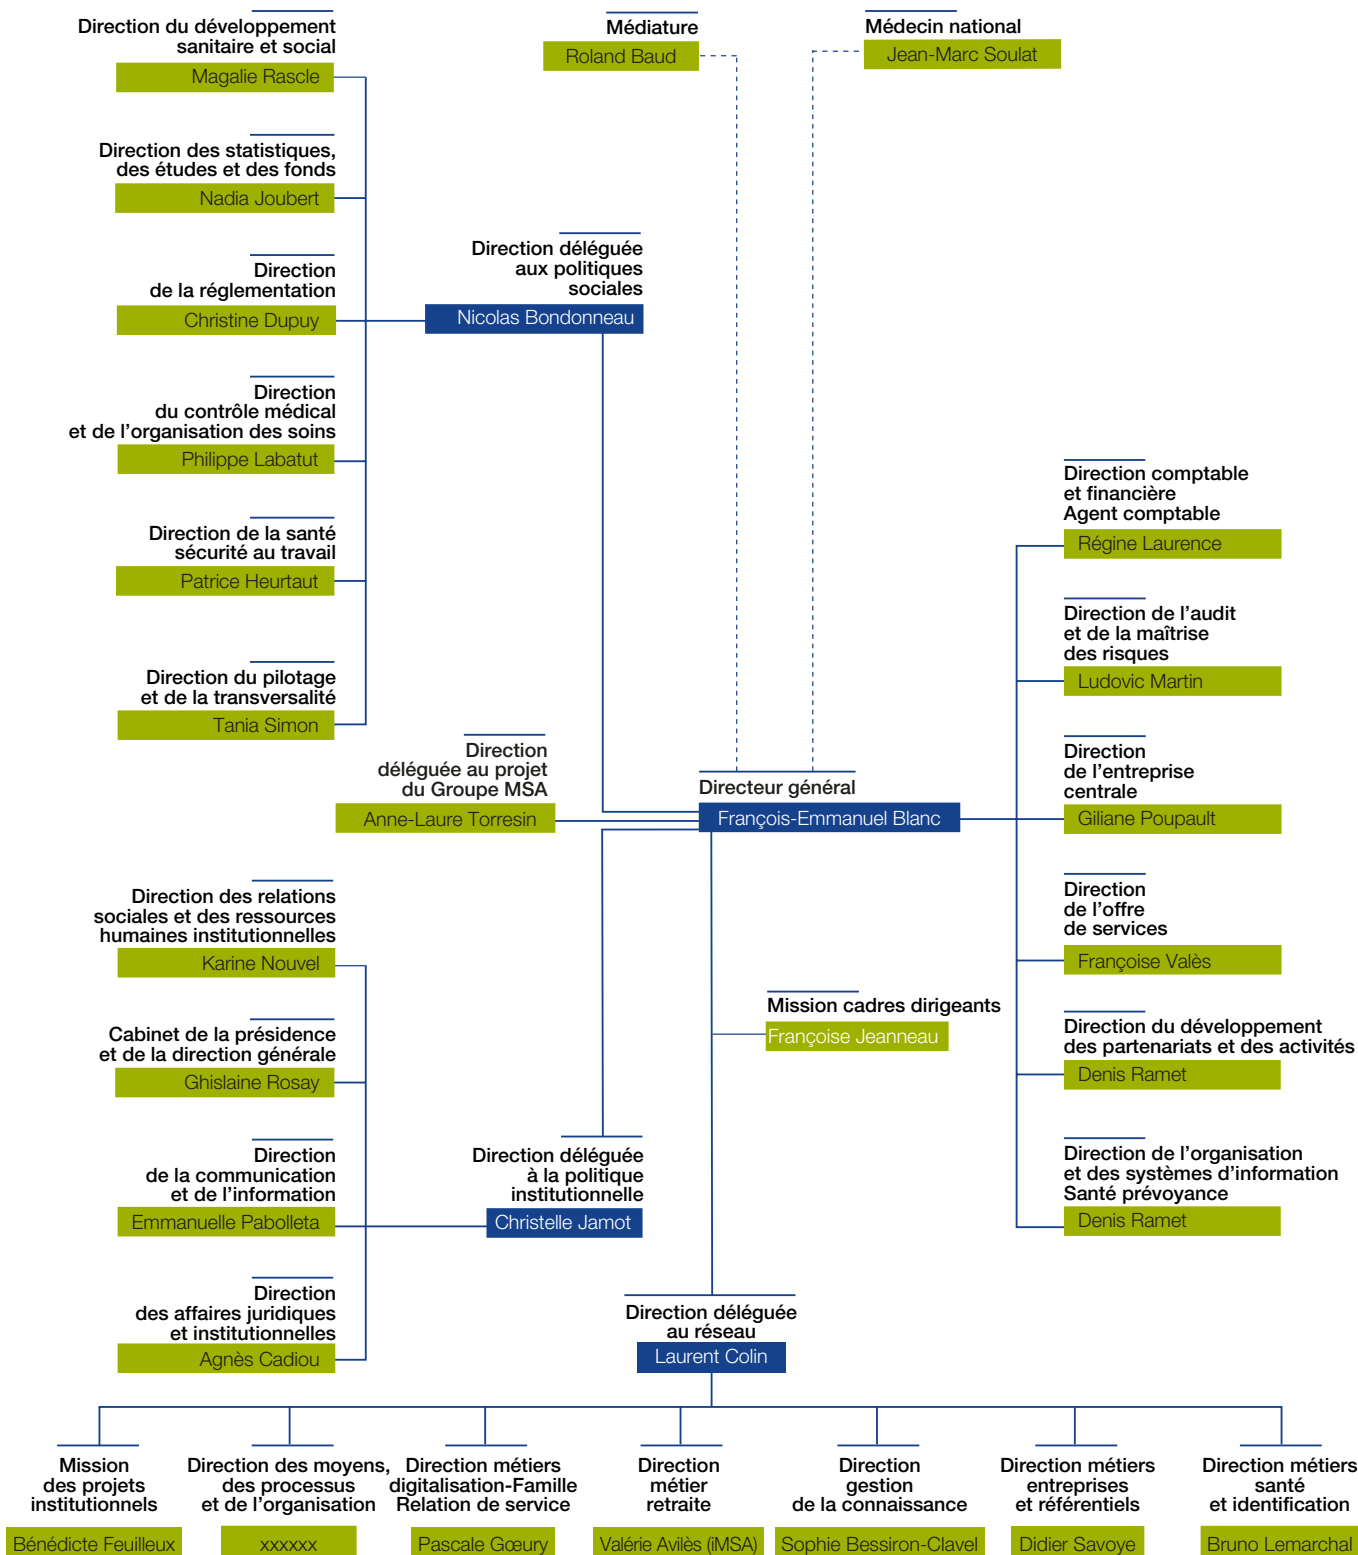 Direction du développement
sanitaire et social
Magalie Rascle
Médiature
Roland Baud
Médecin national
Jean-Marc Soulat
Direction des statistiques,
des études et des fonds
Nadia Joubert
Direction
de la réglementation
Christine Dupuy
Direction déléguée
aux politiques
sociales
Nicolas Bondonneau
Direction
du contrôle médical
et de l'organisation des soins
Philippe Labatut
Direction de la santé
sécurité au travail
Patrice Heurtaut
Direction du pilotage
et de la transversalité
Tania Simon
Direction comptable
et financière
Agent comptable
Régine Laurence
Direction de l'audit
et de la maîtrise
des risques
Ludovic Martin
Direction
déléguée au projet
du Groupe MSA
Anne-Laure Torresin
Directeur général
François-Emmanuel Blanc
Direction
de l'entreprise
centrale
Giliane Poupault
Direction
de l'offre
de services
Françoise Valès
Direction du développement
des partenariats et des activités
Denis Ramet
Direction de l'organisation
et des systèmes d'information
Santé prévoyance
Denis Ramet
Direction des relations
sociales et des ressources
humaines institutionnelles
Karine Nouvel
Cabinet de la présidence
et de la direction générale
Ghislaine Rosay
Direction
de la communication
et de l'information
Emmanuelle Pabolleta
Direction
des affaires juridiques
et institutionnelles
Agnès Cadiou
Mission cadres dirigeants
Françoise Jeanneau
Direction déléguée
à la politique
institutionnelle
Christelle Jamot
Direction déléguée
au réseau
Laurent Colin
Mission
des projets
institutionnels
Bénédicte Feuilleux
Direction des moyens,
des processus
et de l'organisation
xxxxxx
Direction métiers
digitalisation-Famille
Relation de service
Pascale Gœury
Direction
métier
retraite
Valérie Avilès (iMSA)
Direction
gestion
de la connaissance
Sophie Bessiron-Clavel
Direction métiers
entreprises
et référentiels
Didier Savoye
Direction métiers
santé
et identification
Bruno Lemarchal